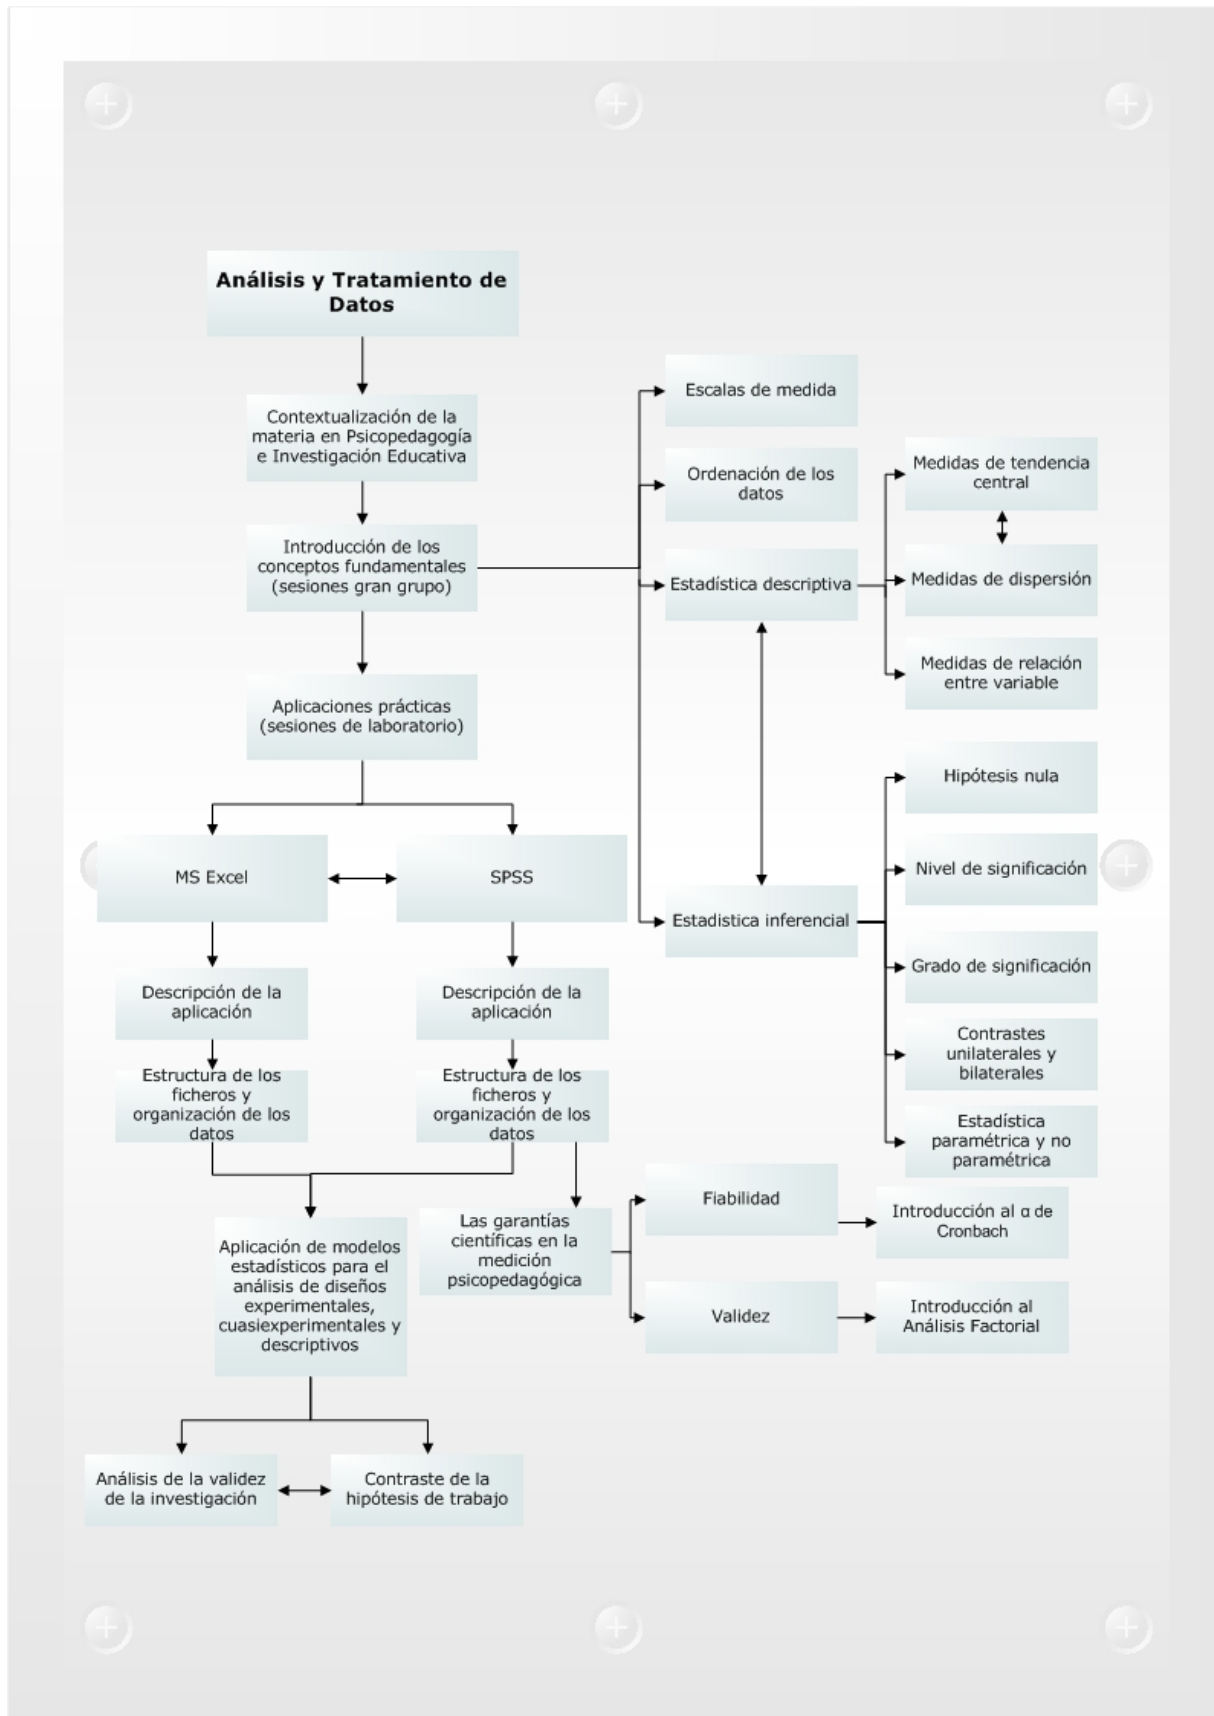 Análisis y Tratamiento de
Datos
Contextualización de la
materia en Psicopedagogía
e Investigación Educativa
Introducción de los
conceptos fundamentales
(sesiones gran grupo)
Aplicaciones prácticas
(sesiones de laboratorio)
Escalas de medida
Ordenación de los
datos
Estadística descriptiva
Medidas de tendencia
central
Medidas de dispersión
Medidas de relación
entre variable
Estadistica inferencial
Hipótesis nula
Nivel de significación
Grado de significación
Contrastes
unilaterales y
bilaterales
Estadística
paramétrica y no
paramétrica
MS Excel
SPSS
Descripción de la
aplicación
Descripción de la
aplicación
Estructura de los
ficheros y
organización de los
datos
Estructura de los
ficheros y
organización de los
datos
Las garantías
científicas en la
medición
psicopedagógica
Fiabilidad
Introducción al α de
Cronbach
Validez
Introducción al
Análisis Factorial
Aplicación de modelos
estadísticos para el
análisis de diseños
experimentales,
cuasiexperimentales y
descriptivos
Análisis de la validez
de la investigación
Contraste de la
hipótesis de trabajo